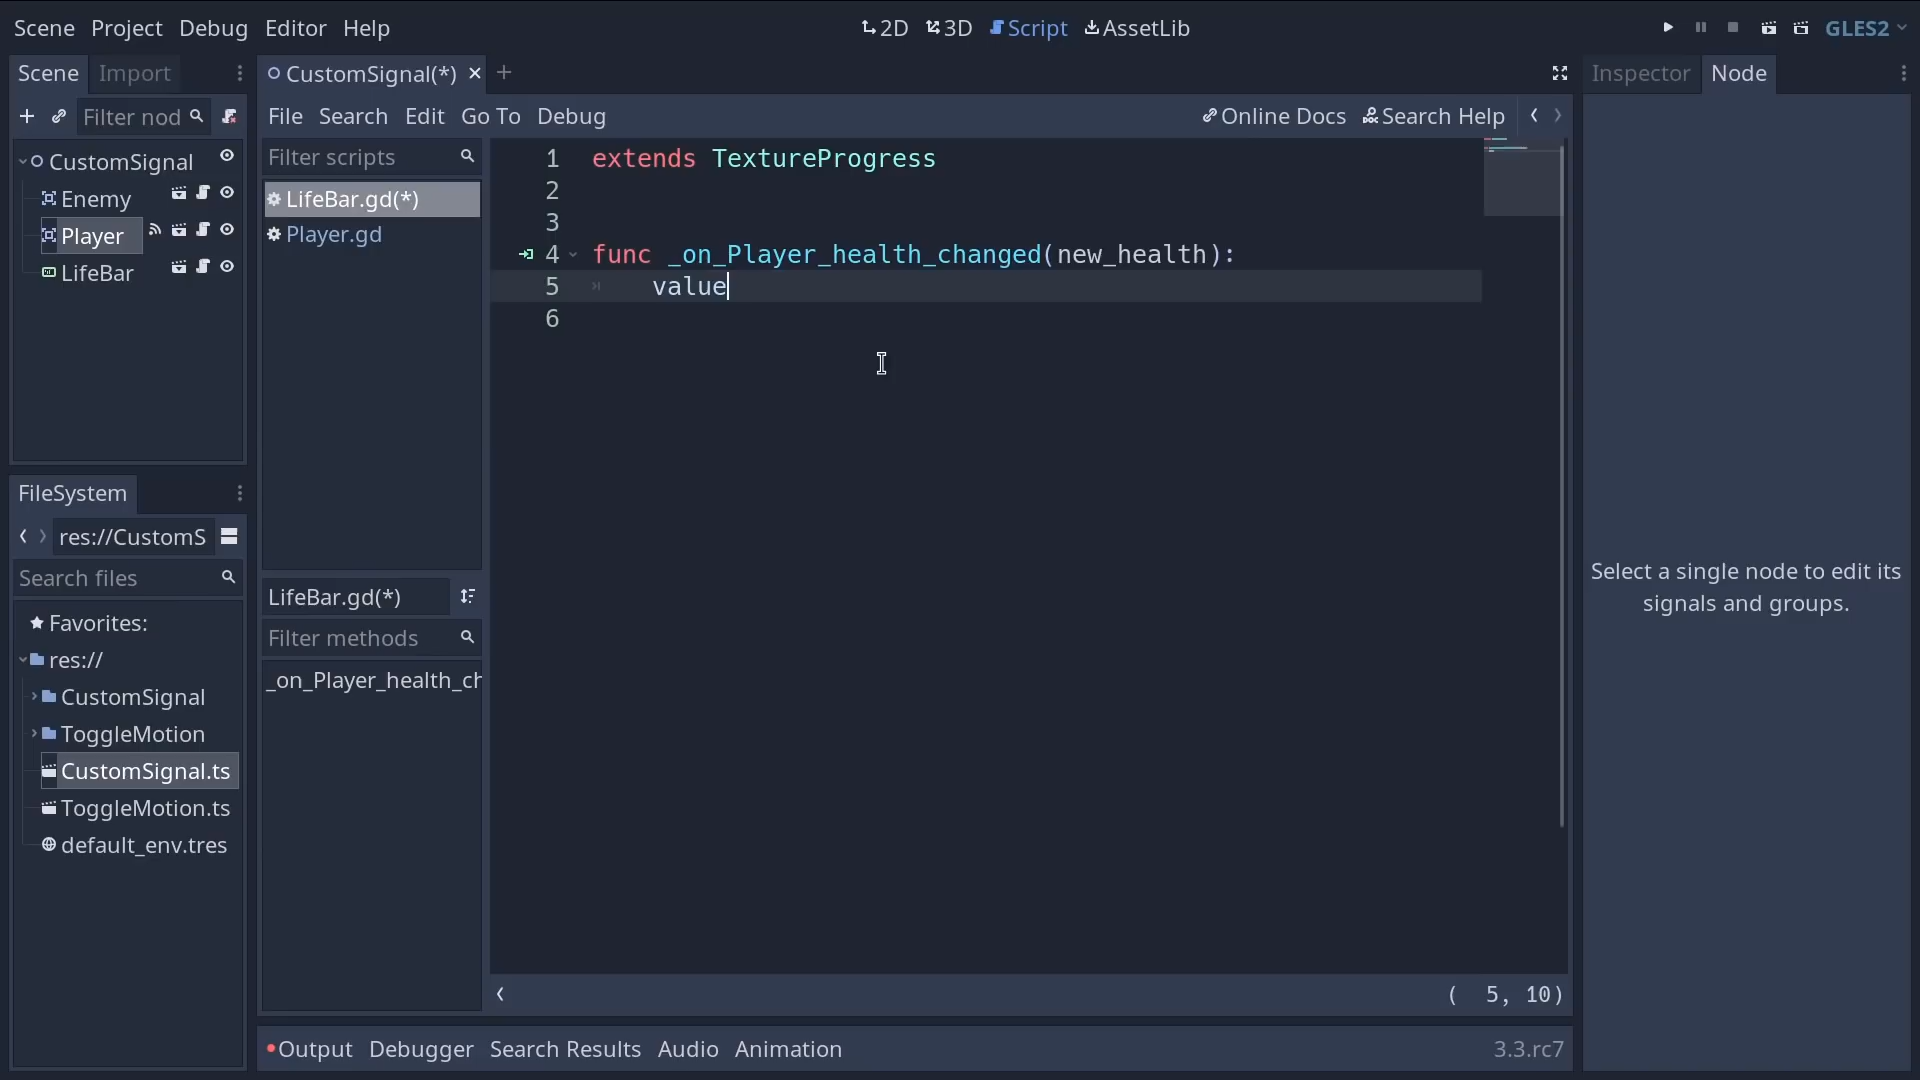 Scene Project Debug Editor Help
2D 3D Script AssetLib
GLES2
Scene Import
CustomSignal(*)
Inspector Node
Filter nod
File Search Edit Go To Debug
Online Docs Search Help
CustomSignal
Enemy
Player
LifeBar
Filter scripts
LifeBar.gd(*)
Player.gd
1 extends TextureProgress
2
3
4 func _on_Player_health_changed(new_health):
5 value
6
FileSystem
res://CustomS
Search files
Favorites:
res://
CustomSignal
ToggleMotion
CustomSignal.ts
ToggleMotion.ts
default_env.tres
LifeBar.gd(*)
Filter methods
_on_Player_health_ch
Select a single node to edit its
signals and groups.
( 5, 10)
Output Debugger Search Results Audio Animation
3.3.rc7